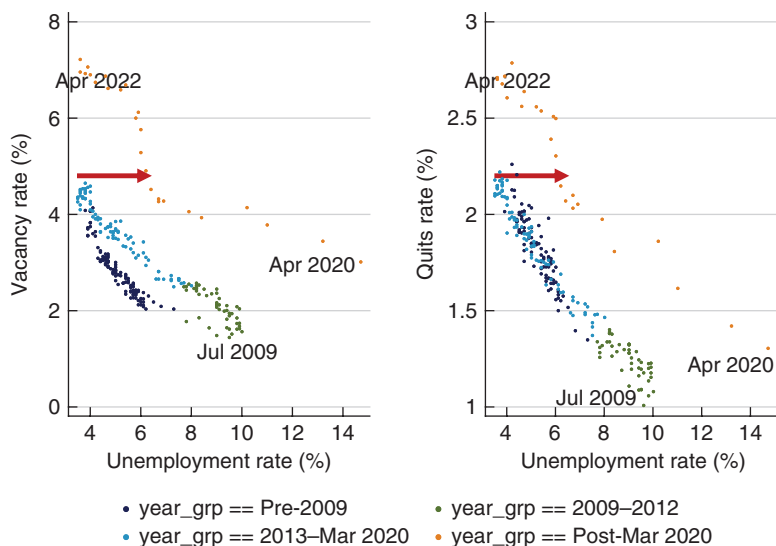 8
6
4
2
0
Vacancy rate (%)
Apr 2022
Apr 2020
Jul 2009
4 6 8 10 12 14
Unemployment rate (%)
3
2.5
2
1.5
1
Quits rate (%)
Apr 2022
Apr 2020
Jul 2009
4 6 8 10 12 14
Unemployment rate (%)
year_grp == Pre-2009
year_grp == 2009–2012
year_grp == 2013–Mar 2020
year_grp == Post-Mar 2020